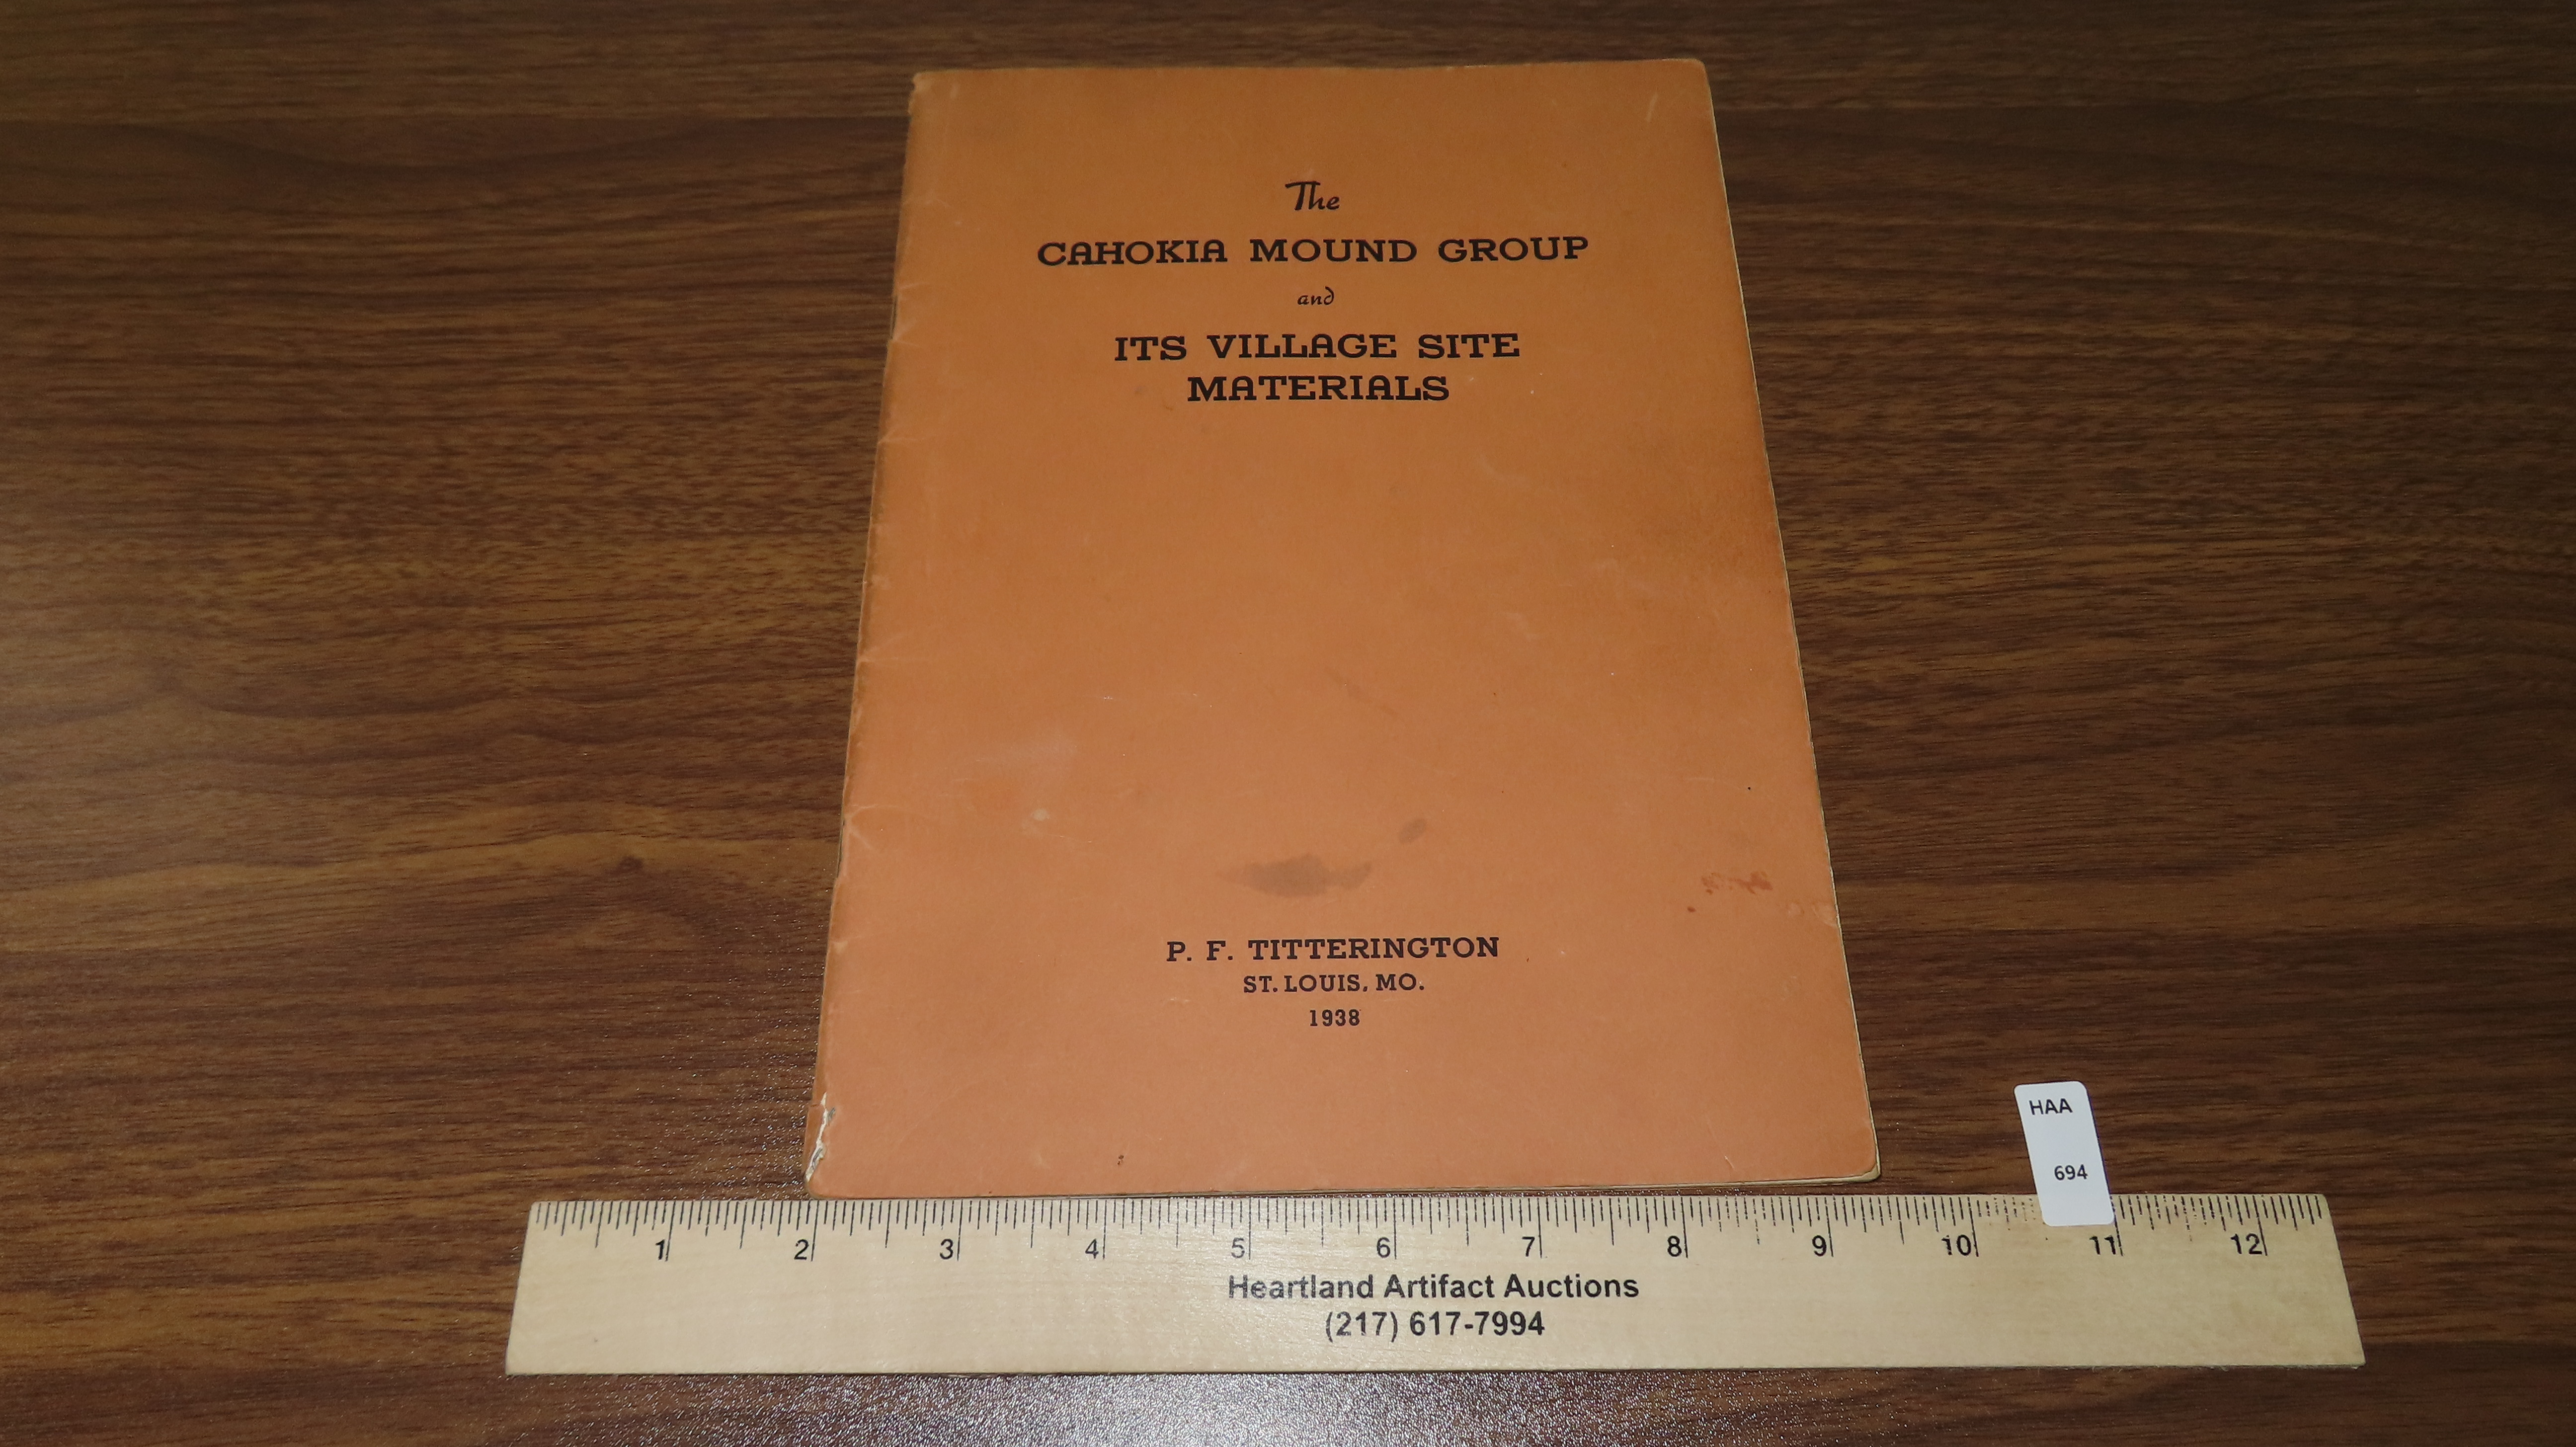 The
CAHOKIA MOUND GROUP
and
ITS VILLAGE SITE
MATERIALS
P. F. TITTERINGTON
ST. LOUIS, MO.
1938
HAA
694
1 2 3 4 5 6 7 8 9 10 11 12
Heartland Artifact Auctions
(217) 617-7994